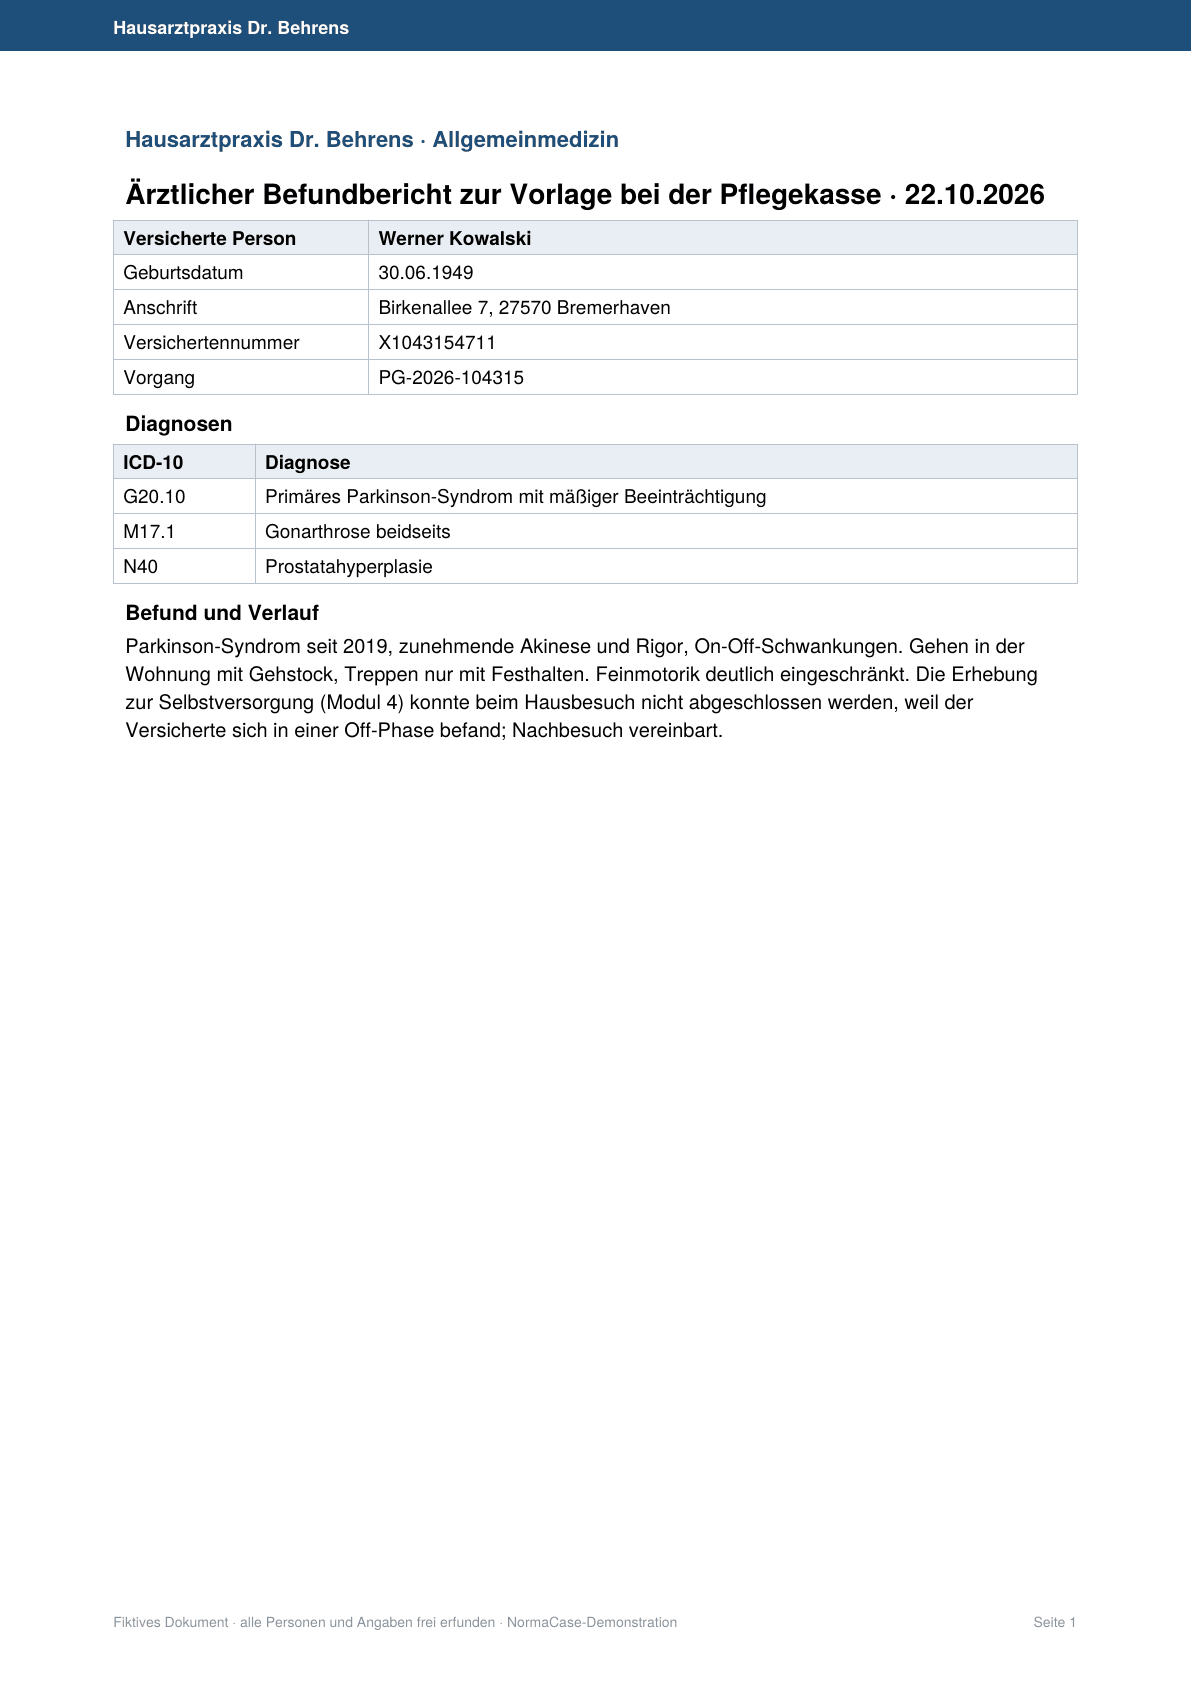 Hausarztpraxis Dr. Behrens
Hausarztpraxis Dr. Behrens · Allgemeinmedizin
Ärztlicher Befundbericht zur Vorlage bei der Pflegekasse · 22.10.2026
Versicherte Person Werner Kowalski
Geburtsdatum 30.06.1949
Anschrift Birkenallee 7, 27570 Bremerhaven
Versichertennummer X1043154711
Vorgang PG-2026-104315
Diagnosen
ICD-10 Diagnose
G20.10 Primäres Parkinson-Syndrom mit mäßiger Beeinträchtigung
M17.1 Gonarthrose beidseits
N40 Prostatahyperplasie
Befund und Verlauf
Parkinson-Syndrom seit 2019, zunehmende Akinese und Rigor, On-Off-Schwankungen. Gehen in der
Wohnung mit Gehstock, Treppen nur mit Festhalten. Feinmotorik deutlich eingeschränkt. Die Erhebung
zur Selbstversorgung (Modul 4) konnte beim Hausbesuch nicht abgeschlossen werden, weil der
Versicherte sich in einer Off-Phase befand; Nachbesuch vereinbart.
Fiktives Dokument · alle Personen und Angaben frei erfunden · NormaCase-Demonstration Seite 1